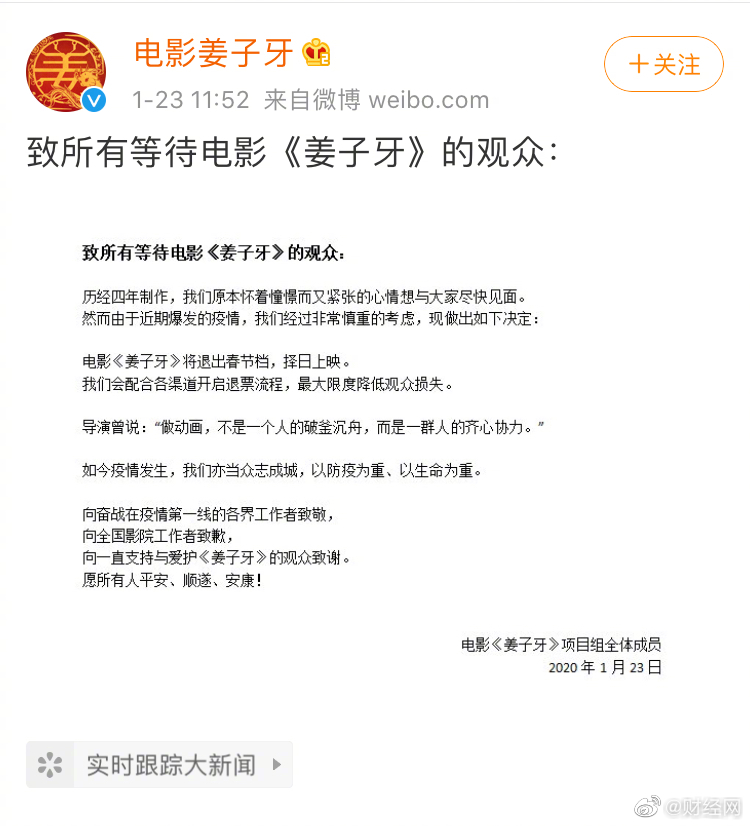 姜
电影姜子牙
+关注
1-23 11:52 来自微博 weibo.com
致所有等待电影《姜子牙》的观众：
致所有等待电影《姜子牙》的观众：
历经四年制作，我们原本怀着憧憬而又紧张的心情想与大家尽快见面。
然而由于近期爆发的疫情，我们经过非常慎重的考虑，现做出如下决定：
电影《姜子牙》将退出春节档，择日上映。
我们会配合各渠道开启退票流程，最大限度降低观众损失。
导演曾说：“做动画，不是一个人的破釜沉舟，而是一群人的齐心协力。”
如今疫情发生，我们亦当众志成城，以防疫为重、以生命为重。
向奋战在疫情第一线的各界工作者致敬，
向全国影院工作者致歉，
向一直支持与爱护《姜子牙》的观众致谢。
愿所有人平安、顺遂、安康！
电影《姜子牙》项目组全体成员
2020 年 1 月 23 日
实时跟踪大新闻
@财经网